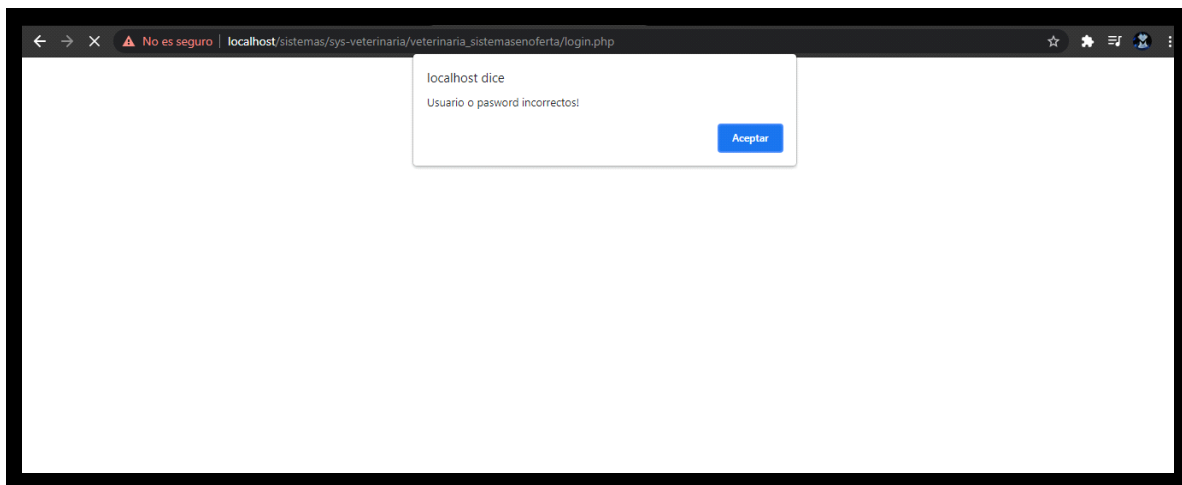 No es seguro | localhost/sistemas/sys-veterinaria/veterinaria_sistemasenoferta/login.php
localhost dice
Usuario o pasword incorrectos!
Aceptar